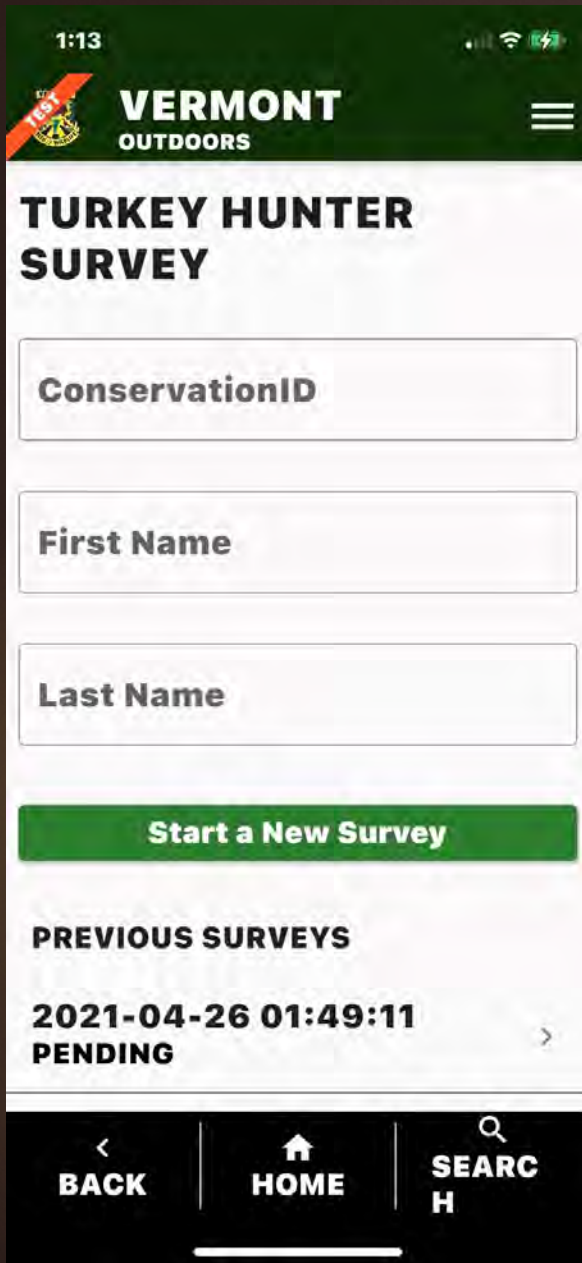 1:13
TEST
VERMONT
OUTDOORS
TURKEY HUNTER
SURVEY
ConservationID
First Name
Last Name
Start a New Survey
PREVIOUS SURVEYS
2021-04-26 01:49:11
PENDING
BACK
HOME
SEARC
H